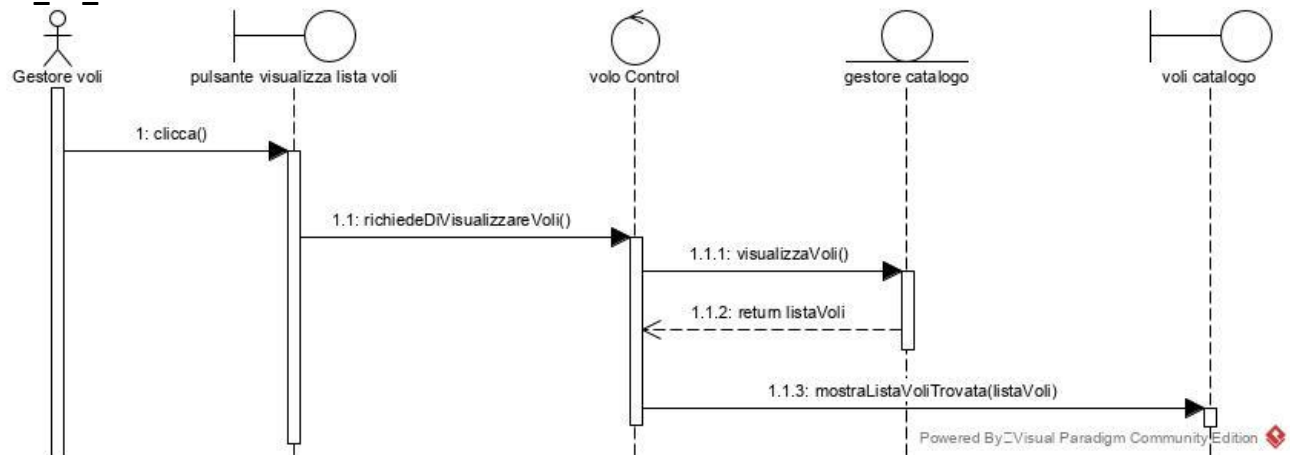 Gestore voli
pulsante visualizza lista voli
volo Control
gestore catalogo
voli catalogo
1: clicca()
1.1: richiedeDiVisualizzareVoli()
1.1.1: visualizzaVoli()
1.1.2: return listaVoli
1.1.3: mostraListaVoliTrovata(listaVoli)
Powered By Visual Paradigm Community Edition